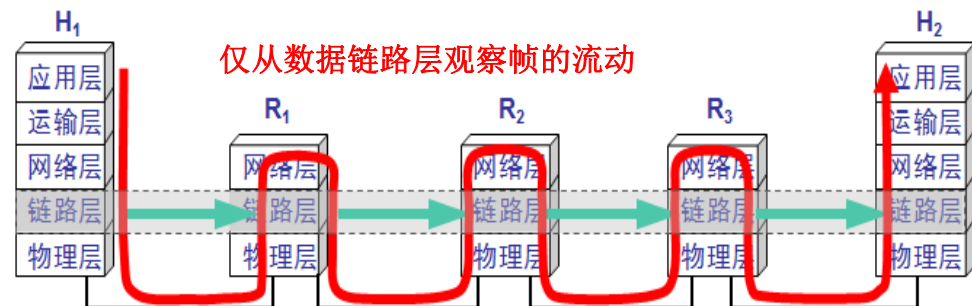 H1
H2
仅从数据链路层观察帧的流动
应用层
应用层
R1
R2
R3
运输层
运输层
网络层
网络层
网络层
网络层
网络层
链路层
链路层
链路层
链路层
链路层
物理层
物理层
物理层
物理层
物理层